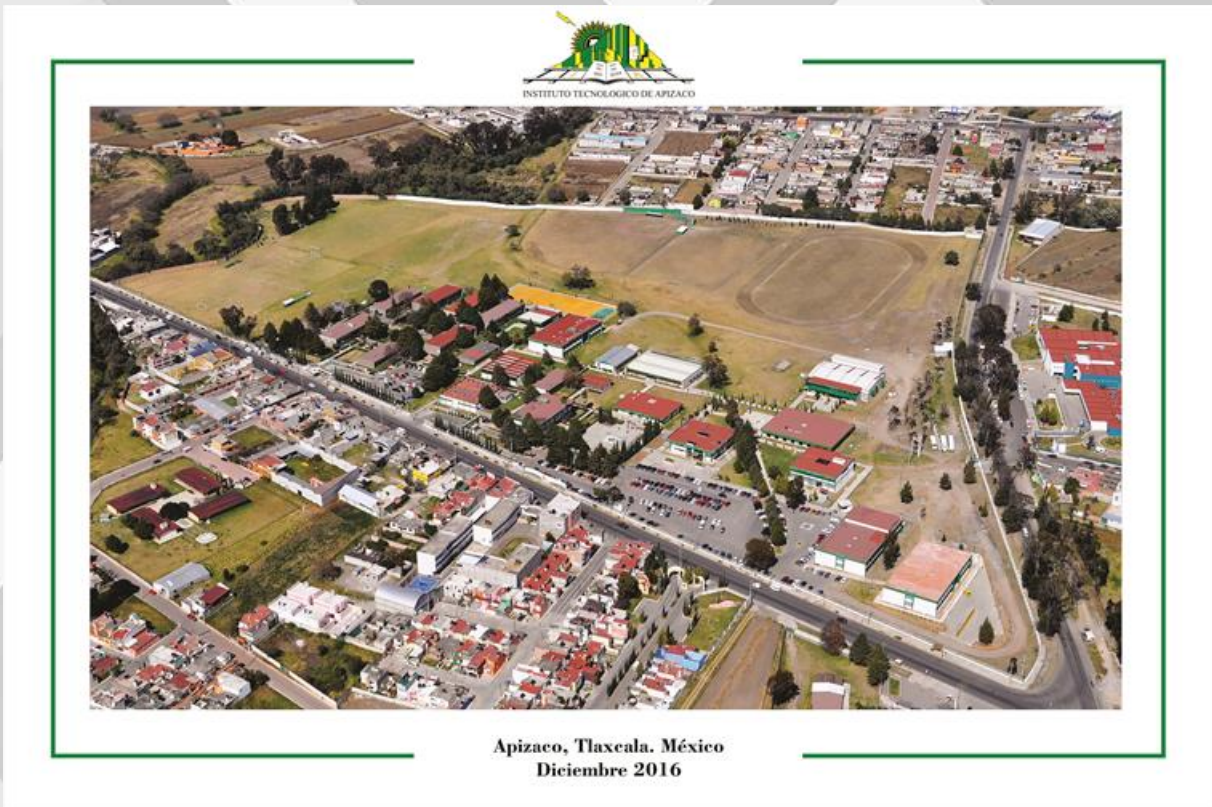 INSTITUTO TECNOLOGICO DE APIZACO
Apizaco, Tlaxcala. México
Diciembre 2016